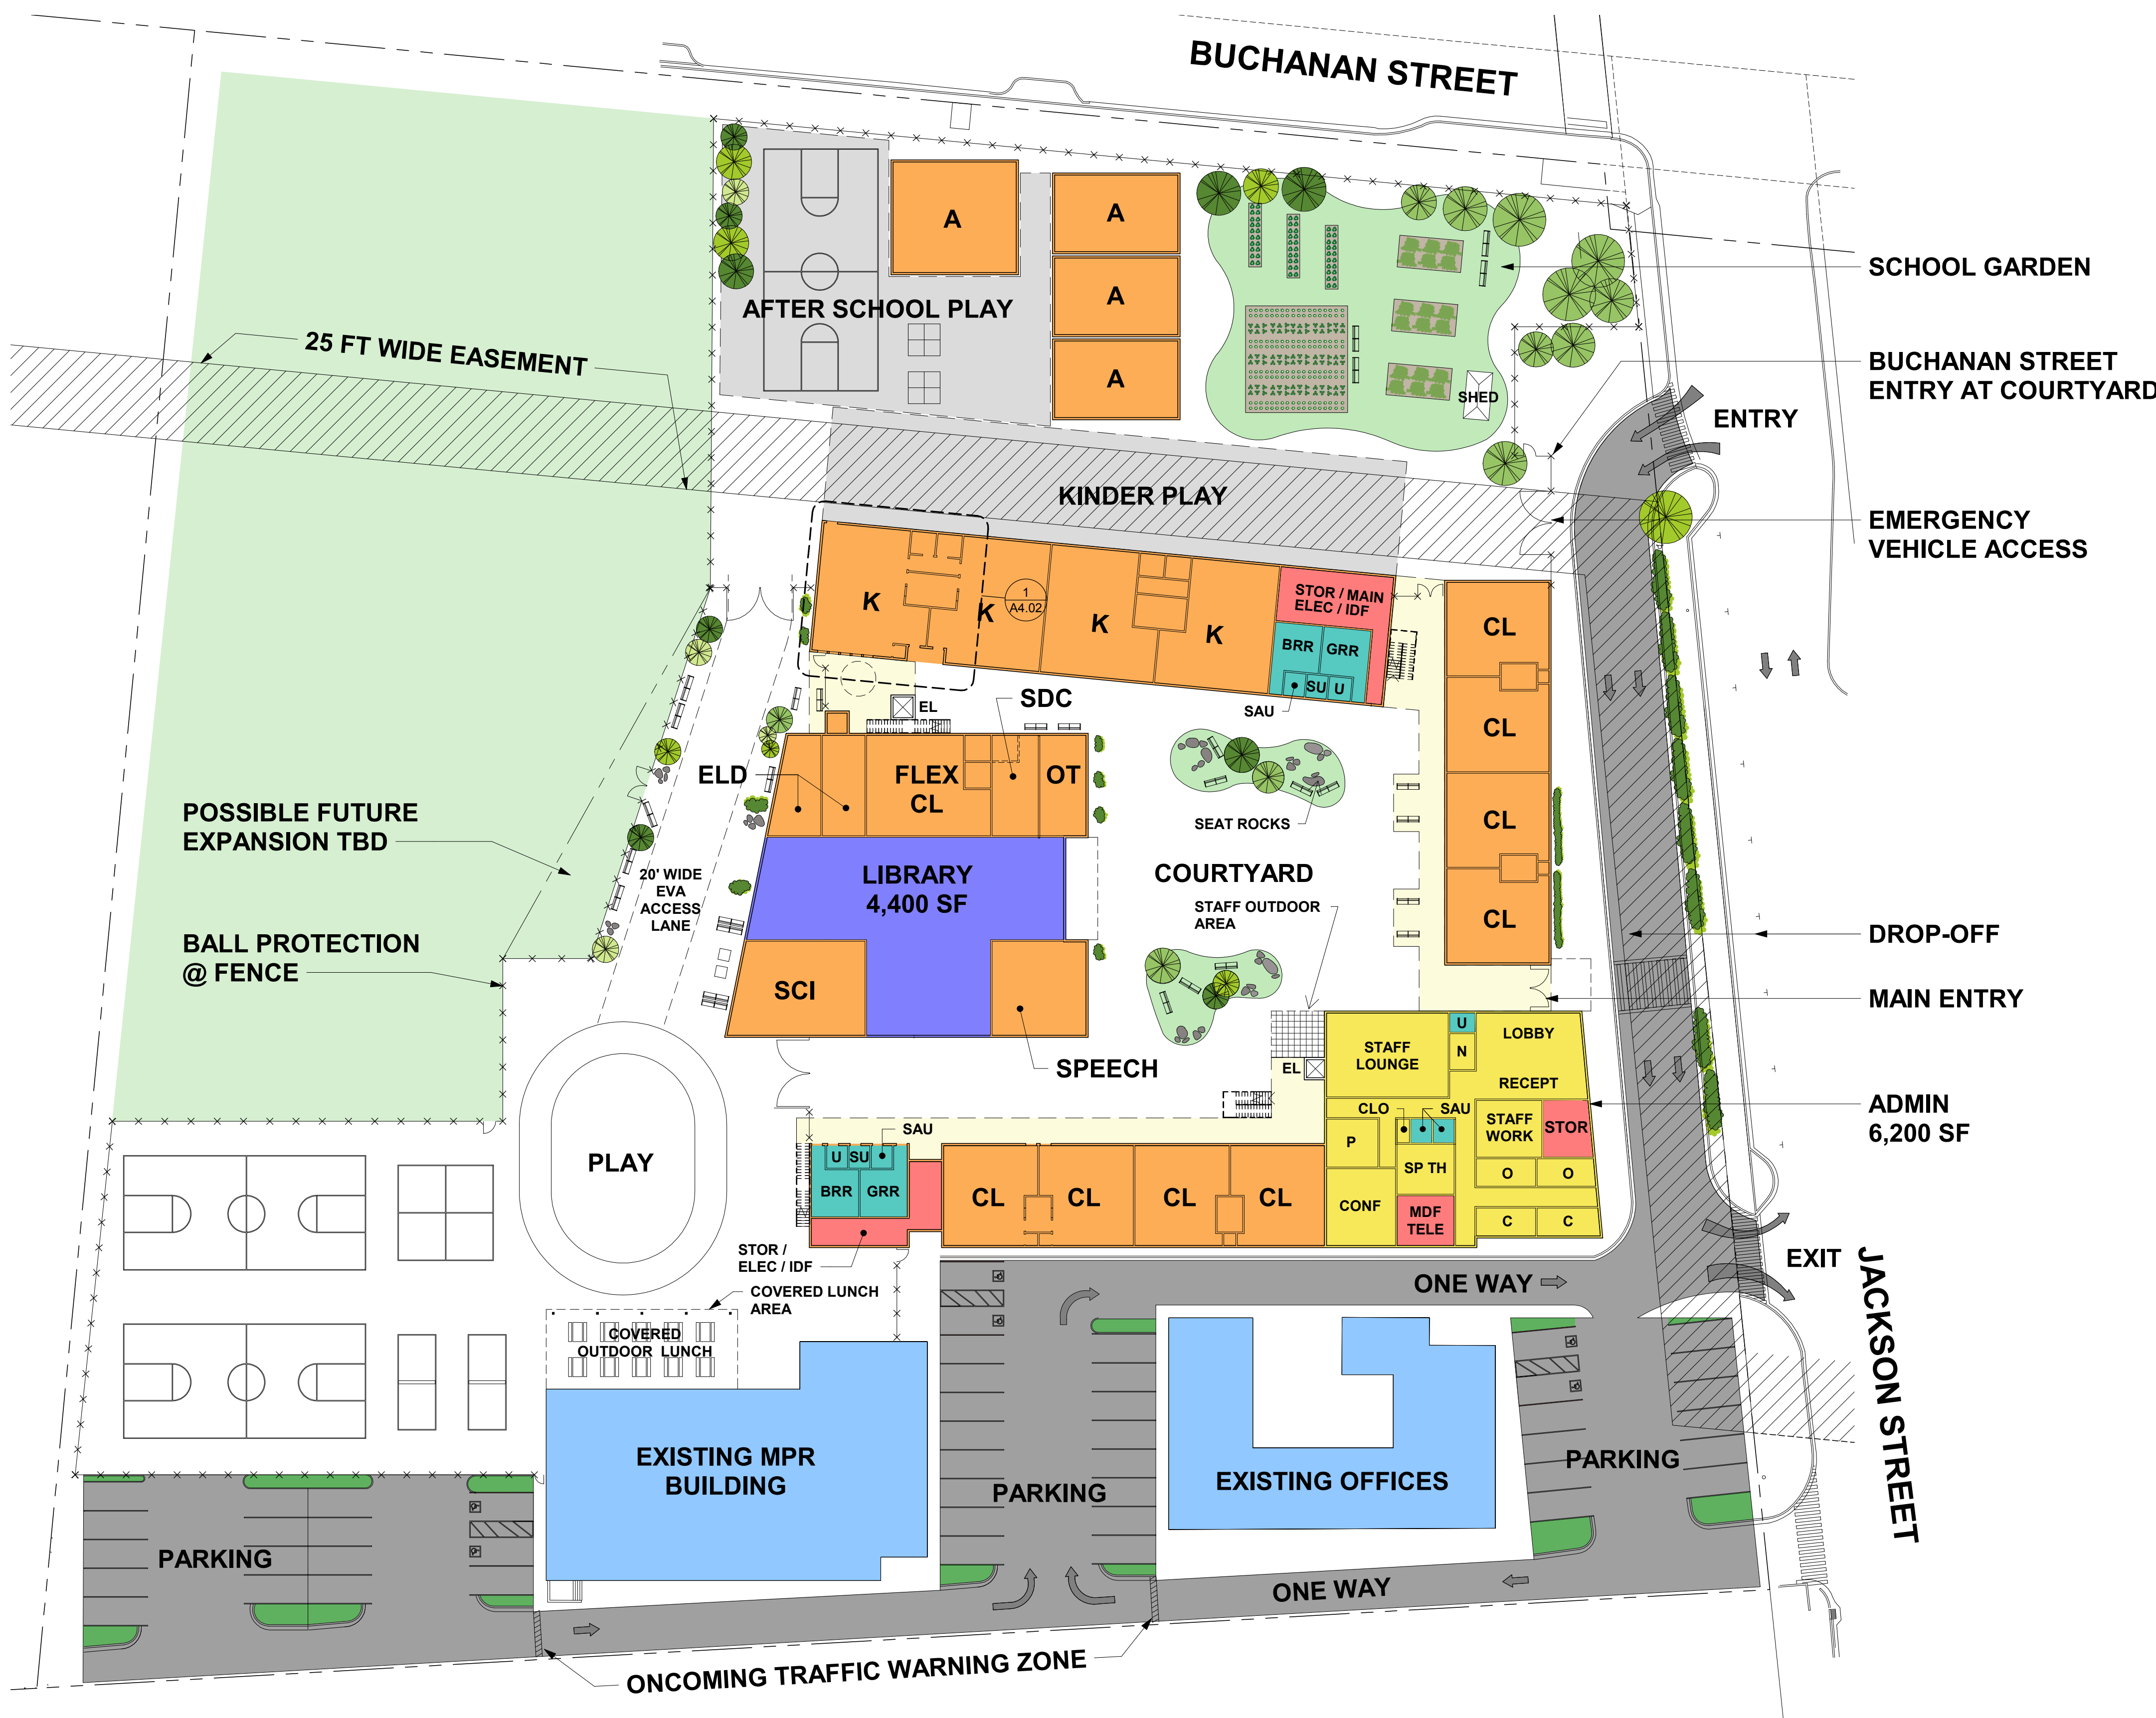 BUCHANAN STREET
A
A
A
A
AFTER SCHOOL PLAY
25 FT WIDE EASEMENT
SHED
SCHOOL GARDEN
BUCHANAN STREET
ENTRY AT COURTYARD
ENTRY
KINDER PLAY
EMERGENCY
VEHICLE ACCESS
K
K
1
A4.02
K
K
STOR / MAIN
ELEC / IDF
BRR
GRR
SU
U
SAU
CL
CL
CL
CL
EL
SDC
ELD
FLEX
CL
OT
SEAT ROCKS
POSSIBLE FUTURE
EXPANSION TBD
20' WIDE
EVA
ACCESS
LANE
LIBRARY
4,400 SF
COURTYARD
STAFF OUTDOOR
AREA
BALL PROTECTION
@ FENCE
SCI
SPEECH
DROP-OFF
MAIN ENTRY
U
N
LOBBY
STAFF
LOUNGE
RECEPT
EL
CLO
SAU
STAFF
WORK
STOR
ADMIN
6,200 SF
PLAY
SAU
U
SU
BRR
GRR
CL
CL
CL
CL
P
SP TH
O
O
CONF
MDF
TELE
C
C
STOR /
ELEC / IDF
COVERED LUNCH
AREA
COVERED
OUTDOOR LUNCH
ONE WAY
EXIT
JACKSON STREET
EXISTING MPR
BUILDING
PARKING
EXISTING OFFICES
PARKING
PARKING
ONE WAY
ONCOMING TRAFFIC WARNING ZONE